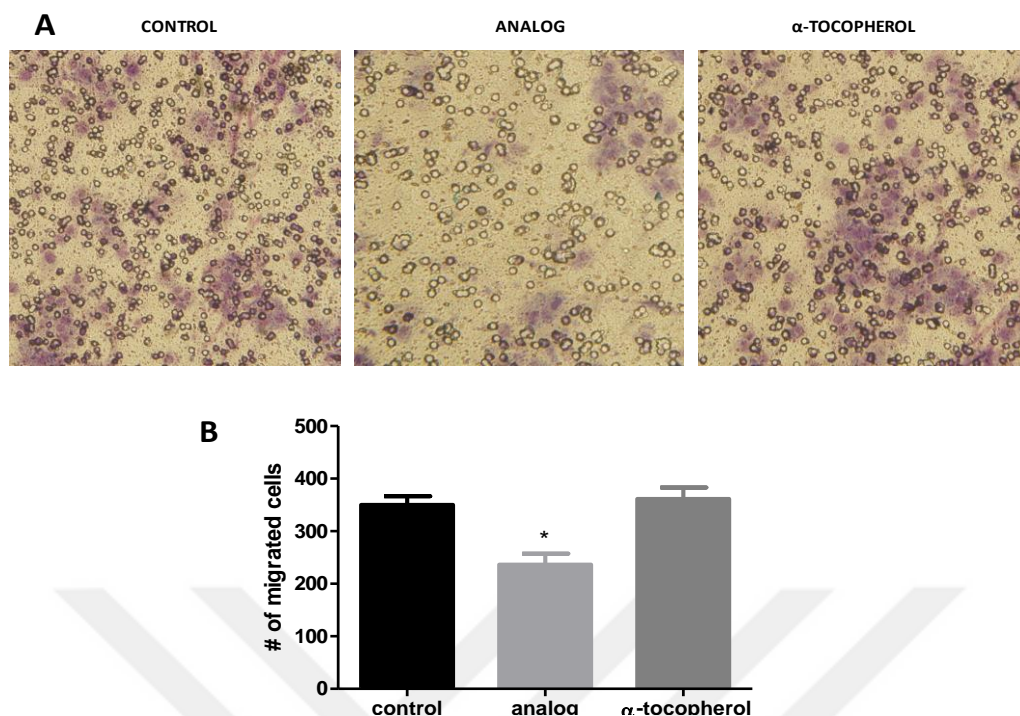 A
CONTROL
ANALOG
α-TOCOPHEROL
B
# of migrated cells
500
400
300
200
100
0
*
control
analog
α-tocopherol